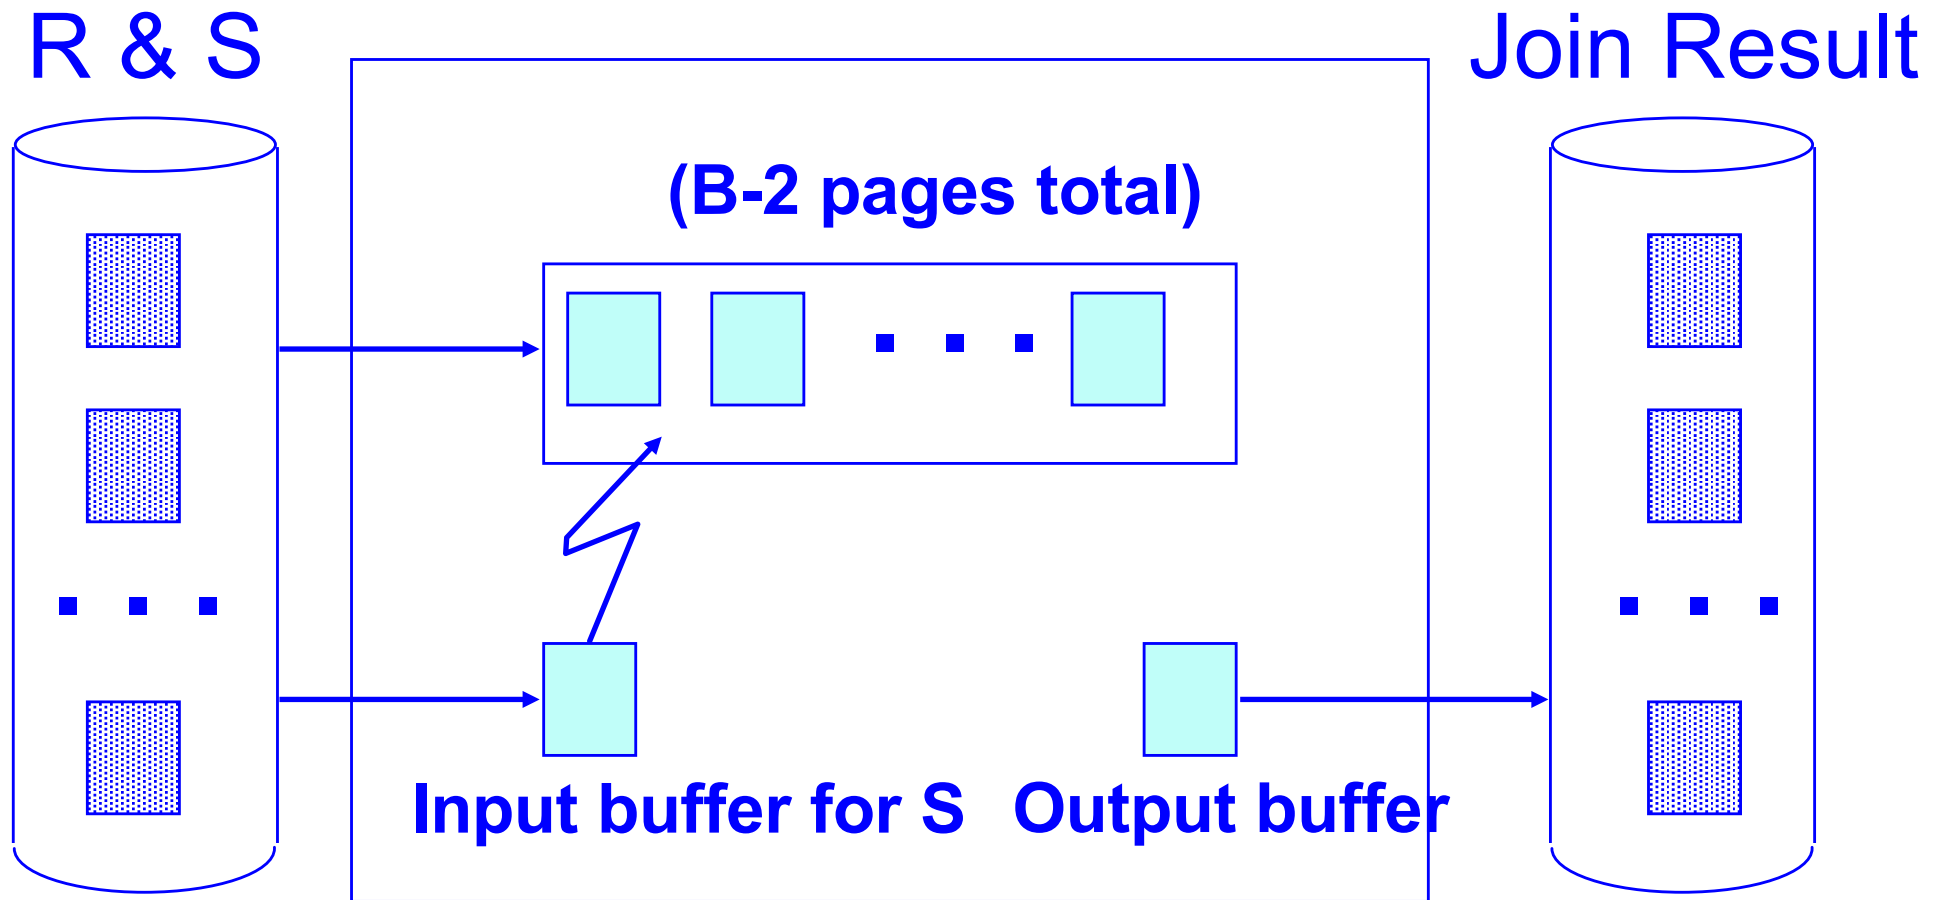 R & S
Join Result
(B-2 pages total)
Input buffer for S
Output buffer